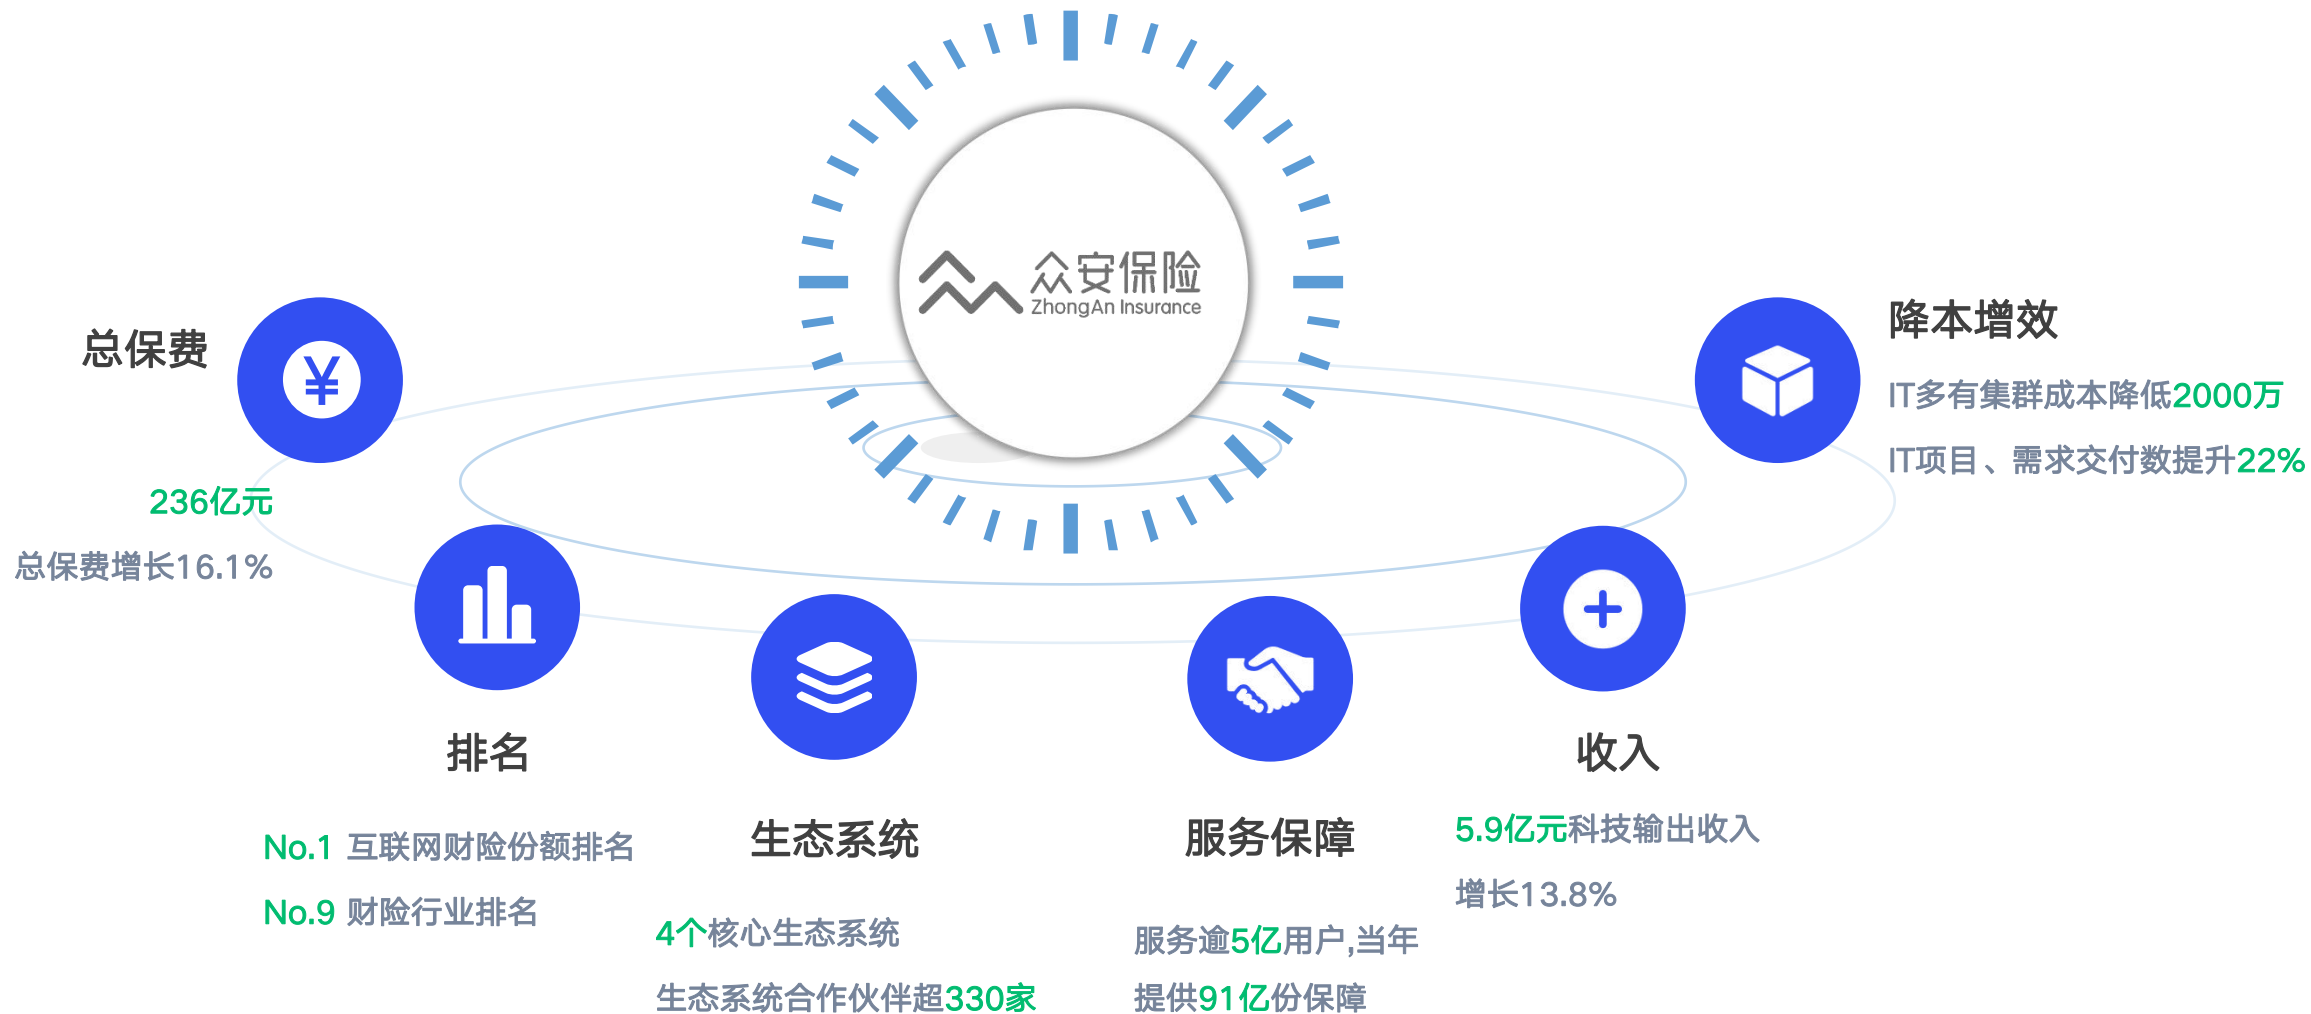 众安保险
ZhongAn Insurance
总保费
¥
236亿元
总保费增长16.1%
排名
No.1 互联网财险份额排名
No.9 财险行业排名
生态系统
4个核心生态系统
生态系统合作伙伴超330家
服务保障
服务逾5亿用户,当年
提供91亿份保障
收入
5.9亿元科技输出收入
增长13.8%
降本增效
IT多有集群成本降低2000万
IT项目、需求交付数提升22%